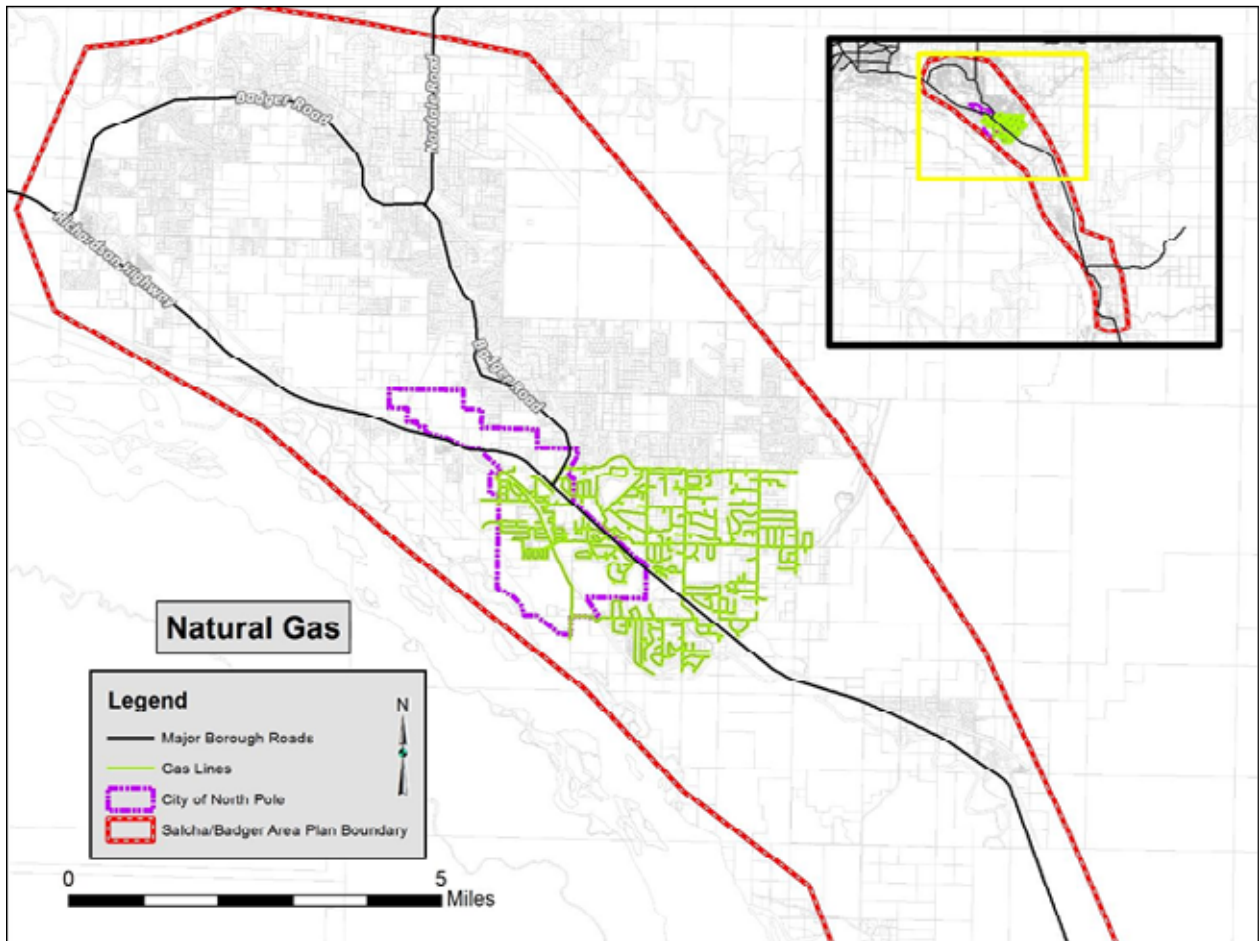 Badger Road
Nordale Road
Richardson Highway
Badger Road
Natural Gas
Legend
N
Major Borough Roads
Gas Lines
City of North Pole
Salcha/Badger Area Plan Boundary
0 5
Miles